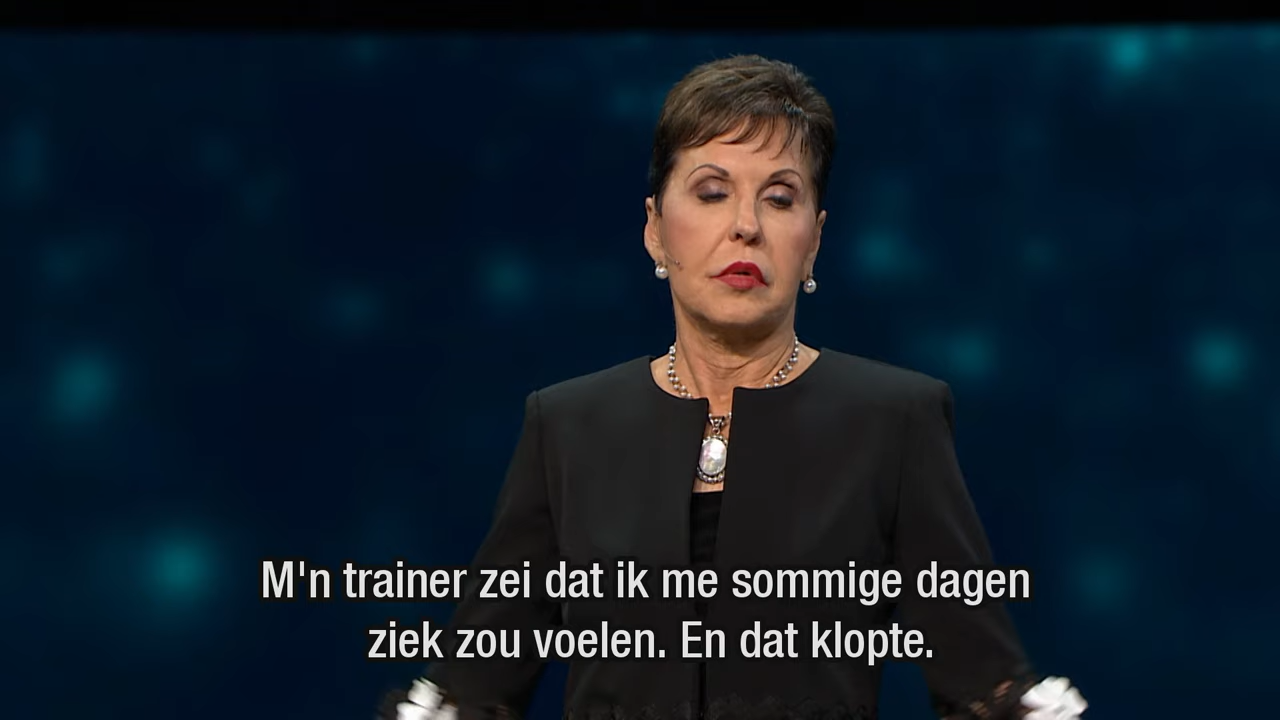 M'n trainer zei dat ik me sommige dagen
ziek zou voelen. En dat klopte.